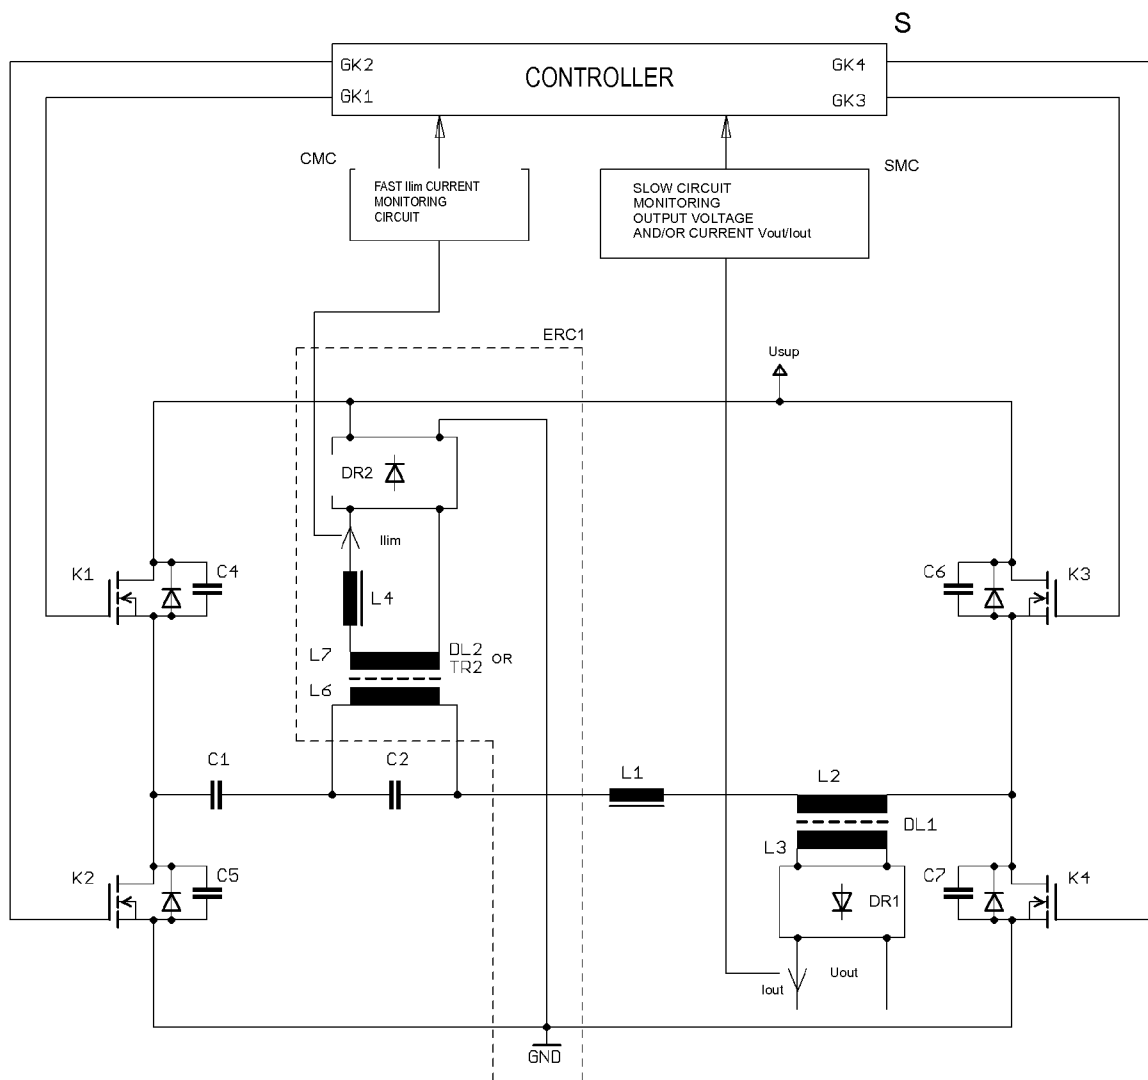 S
GK2
GK4
CONTROLLER
GK1
GK3
CMC
SMC
FAST Ilim CURRENT
MONITORING
CIRCUIT
SLOW CIRCUIT
MONITORING
OUTPUT VOLTAGE
AND/OR CURRENT Vout/Iout
ERC1
Usup
DR2
Ilim
K1
C4
C6
K3
L4
L7
DL2
TR2 OR
L6
C1
C2
L1
L2
DL1
L3
K2
C5
C7
K4
DR1
Uout
Iout
GND